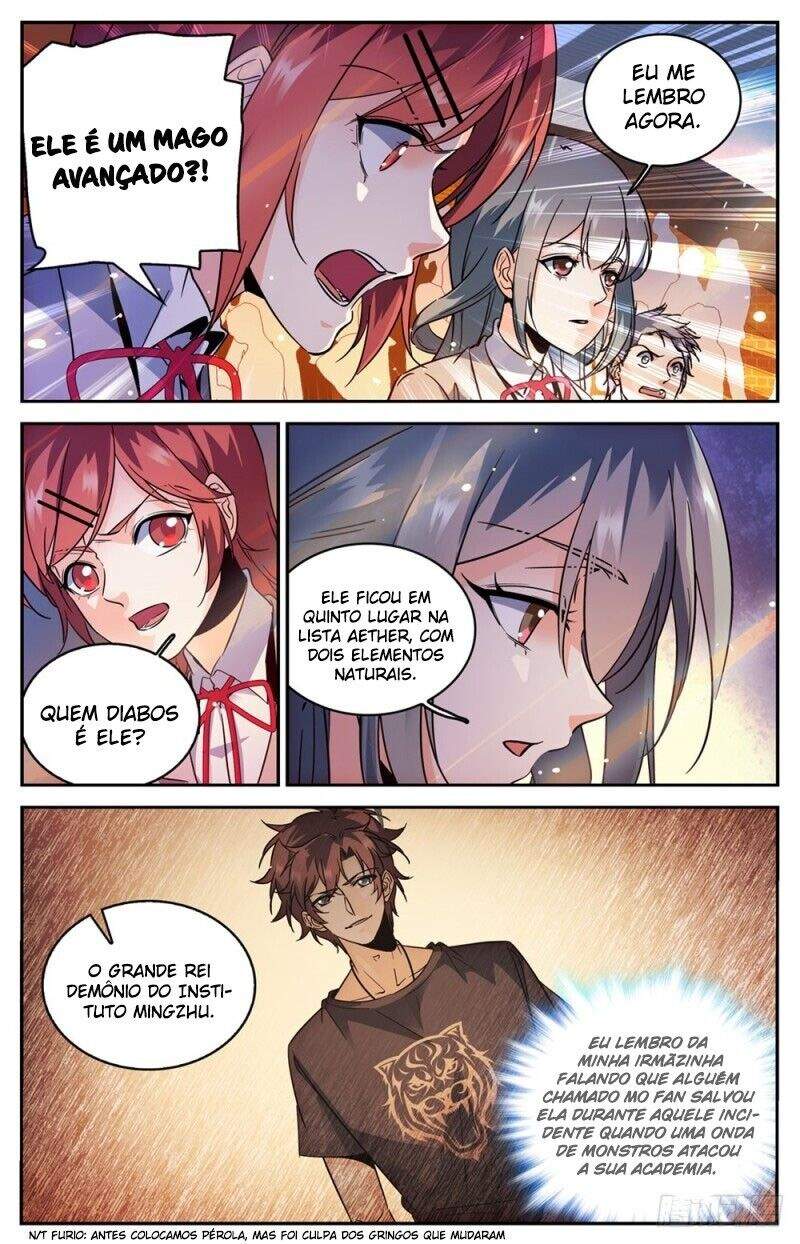 ELE É UM MAGO
AVANÇADO?!
EU ME
LEMBRO
AGORA.
QUEM DIABOS
É ELE?
ELE FICOU EM
QUINTO LUGAR NA
LISTA AETHER, COM
DOIS ELEMENTOS
NATURAIS.
O GRANDE REI
DEMÔNIO DO INSTI-
TUTO MINGZHU.
EU LEMBRO DA
MINHA IRMÃZINHA
FALANDO QUE ALGUÉM
CHAMADO MO FAN SALVOU
ELA DURANTE AQUELE INCI-
DENTE QUANDO UMA ONDA
DE MONSTROS ATACOU
A SUA ACADEMIA.
N/T FURIO: ANTES COLOCAMOS PÉROLA, MAS FOI CULPA DOS GRINGOS QUE MUDARAM